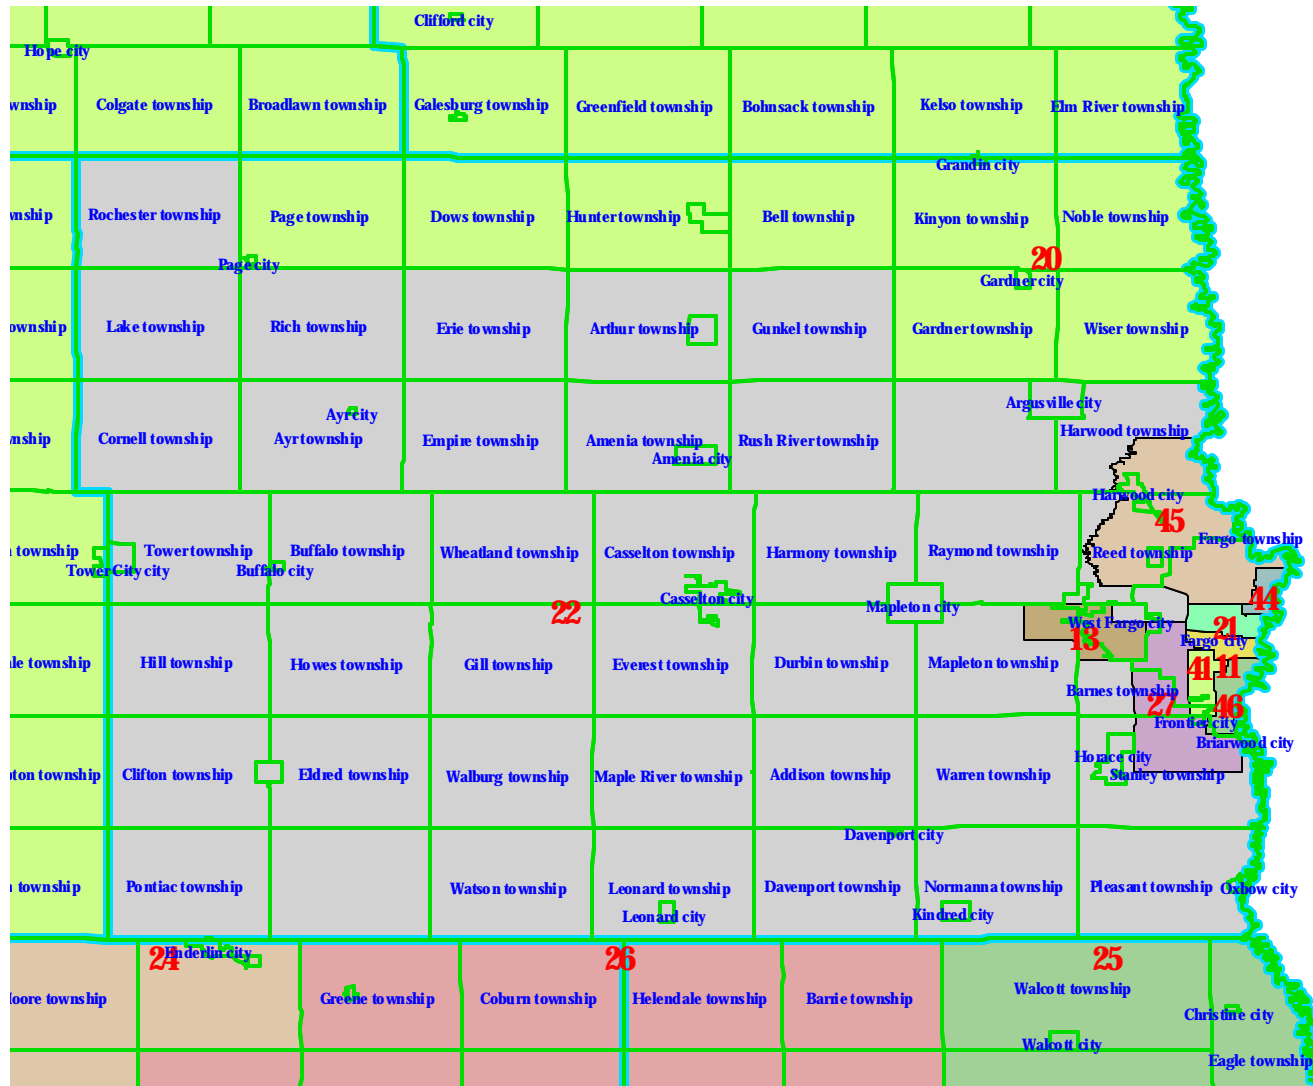 Clifford city
Hope city
wnship
Colgate township
Broadlawn township
Galesburg township
Greenfield township
Bohnsack township
Kelso township
Elm River township
Grandin city
wnship
Rochester township
Page township
Dows township
Hunter township
Bell township
Kinyon township
Noble township
Page city
20
Gardner city
ownship
Lake township
Rich township
Erie township
Arthur township
Gunkel township
Gardner township
Wiser township
Argusville city
Ayr city
Harwood township
wnship
Cornell township
Ayr township
Empire township
Amenia township
Rush River township
Amenia city
Harwood city
45
Fargo township
township
Tower township
Buffalo township
Wheatland township
Casselton township
Harmony township
Raymond township
Reed township
Tower City city
Buffalo city
Casselton city
44
Mapleton city
22
West Fargo city
21
13
Fargo city
le township
Hill township
Howes township
Gill township
Everest township
Durbin township
Mapleton township
41
11
Barnes township
27
46
Frontier city
Briarwood city
Horace city
ton township
Clifton township
Eldred township
Walburg township
Maple River township
Addison township
Warren township
Stanley township
Davenport city
township
Pontiac township
Watson township
Leonard township
Davenport township
Normanna township
Pleasant township
Oxbow city
Leonard city
Kindred city
24
Enderlin city
26
25
Moore township
Greene township
Coburn township
Helendale township
Barrie township
Walcott township
Christine city
Walcott city
Eagle township